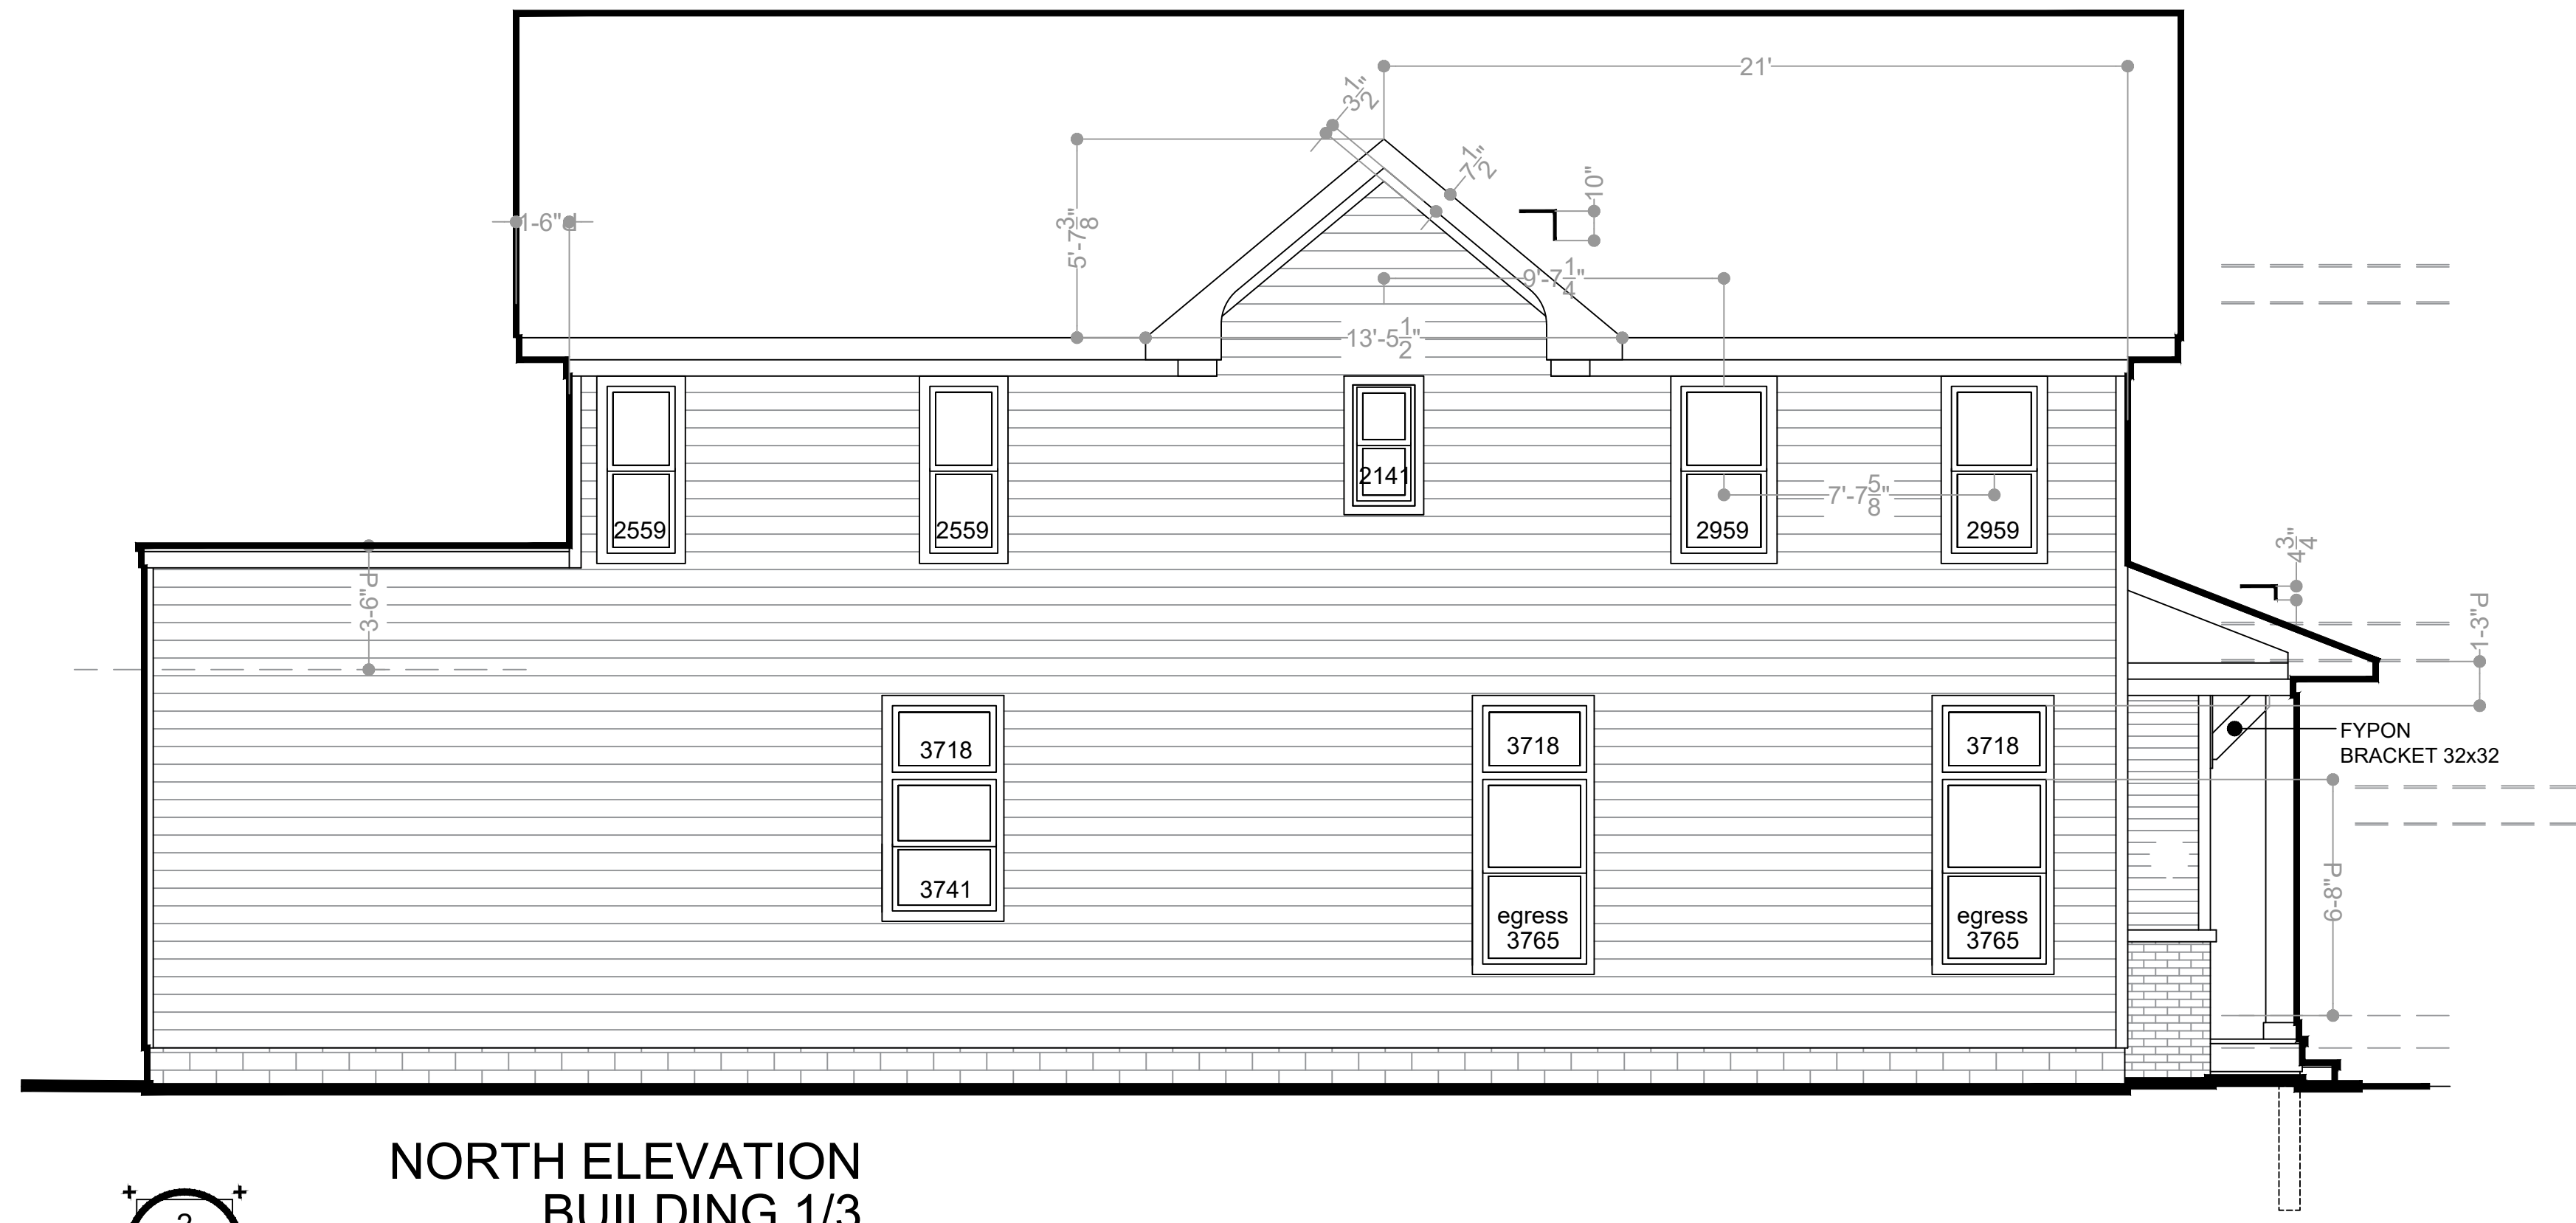 21'
3 1/2"
7 1/2"
10"
1-6"
5'-7 3/8"
9'-7 1/4"
13'-5 1/2"
2559
2559
2141
2959
2959
7'-7 5/8"
4 3/4"
3-6" P
1-3" P
3718
3718
3718
FYPON
BRACKET 32x32
3741
egress
3765
egress
3765
6-8" P
NORTH ELEVATION
BUILDING 1/3
2